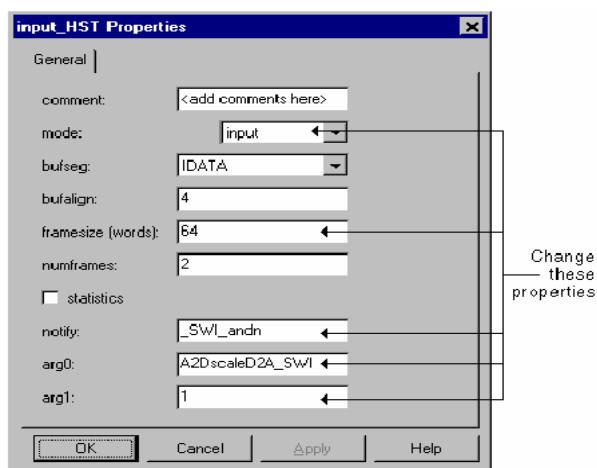 input_HST Properties
General
comment: <add comments here>
mode: input
bufseg: IDATA
bufalign: 4
framesize (words): 64
numframes: 2
statistics
notify: _SWI_andn
arg0: A2DscaleD2A_SWI
arg1: 1
Change
these
properties
OK Cancel Apply Help